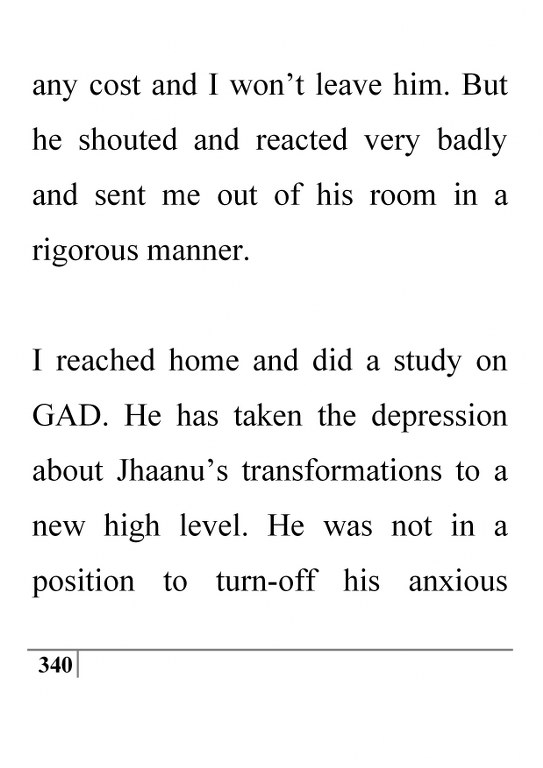 any cost and I won’t leave him. But
he shouted and reacted very badly
and sent me out of his room in a
rigorous manner.
I reached home and did a study on
GAD. He has taken the depression
about Jhaanu’s transformations to a
new high level. He was not in a
position to turn-off his anxious
340